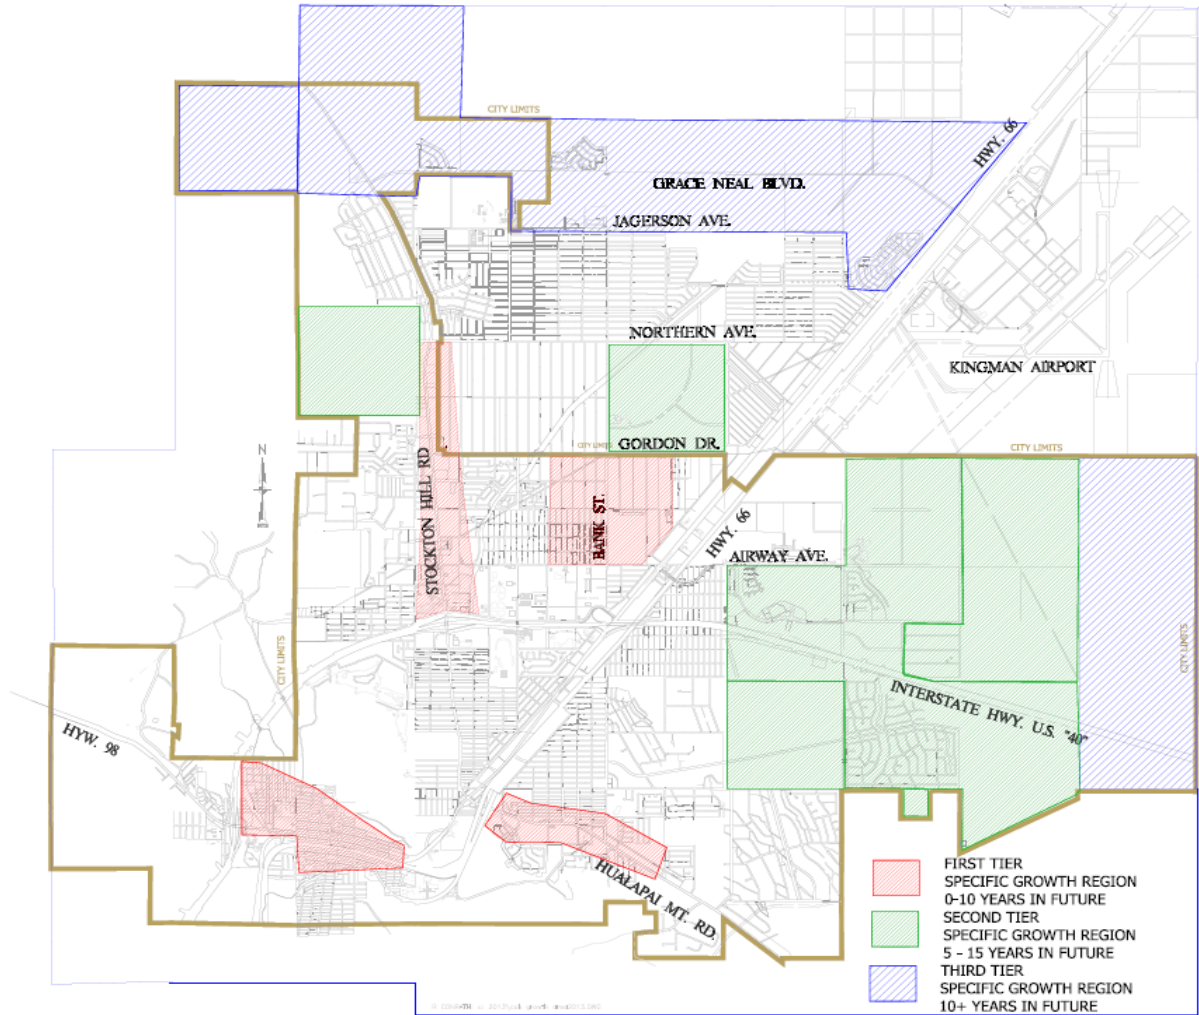 CITY LIMITS
HWY. 66
GRACE NEAL BLVD.
JAGERSON AVE.
NORTHERN AVE.
KINGMAN AIRPORT
CITY LIMITS
GORDON DR.
CITY LIMITS
STOCKTON HILL RD
BANK ST.
HWY. 66
AIRWAY AVE.
N
CITY LIMITS
CITY LIMITS
INTERSTATE HWY. U.S. "40"
HYW. 98
HUALAPAI MT. RD.
FIRST TIER
SPECIFIC GROWTH REGION
0-10 YEARS IN FUTURE
SECOND TIER
SPECIFIC GROWTH REGION
5 - 15 YEARS IN FUTURE
THIRD TIER
SPECIFIC GROWTH REGION
10+ YEARS IN FUTURE